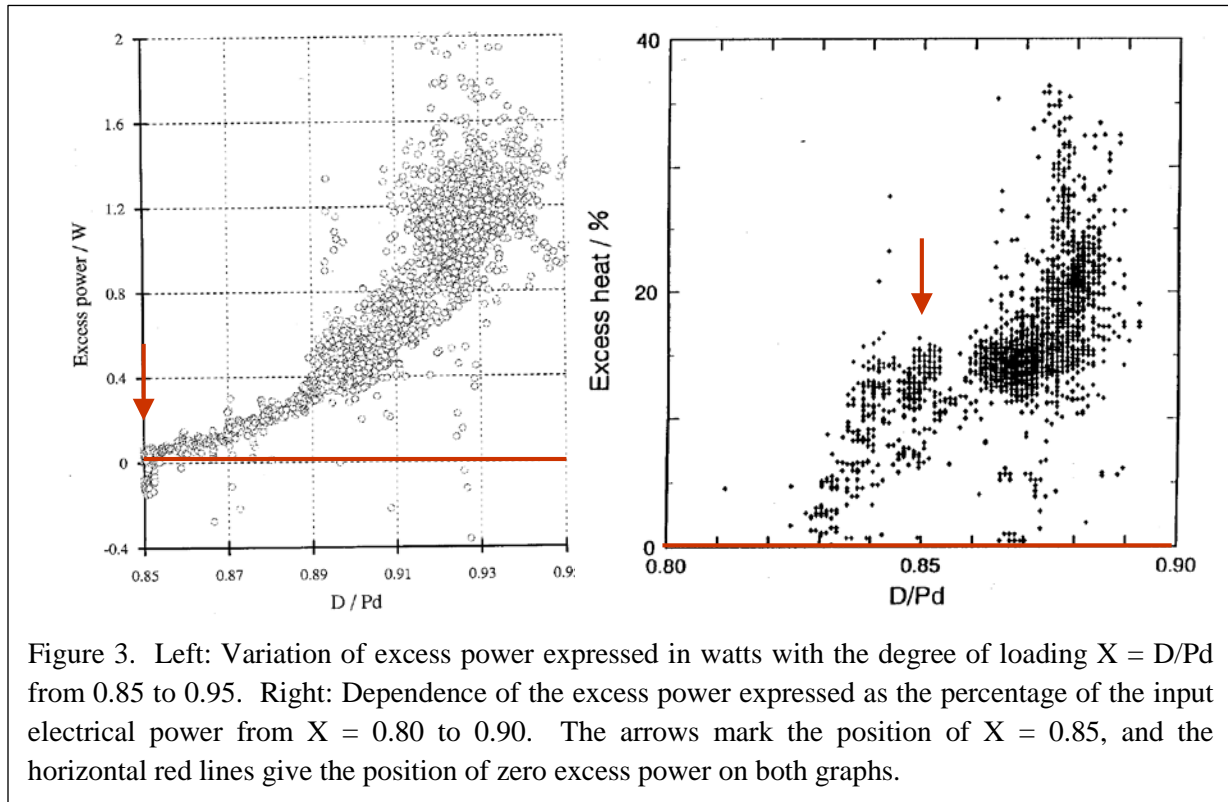 2
1.6
1.2
0.8
0.4
0
-0.4
Excess power / W
0.85
0.87
0.89
0.91
0.93
D / Pd
40
20
0
Excess heat / %
0.80
0.85
0.90
D/Pd
Figure 3. Left: Variation of excess power expressed in watts with the degree of loading X = D/Pd
from 0.85 to 0.95. Right: Dependence of the excess power expressed as the percentage of the input
electrical power from X = 0.80 to 0.90. The arrows mark the position of X = 0.85, and the
horizontal red lines give the position of zero excess power on both graphs.